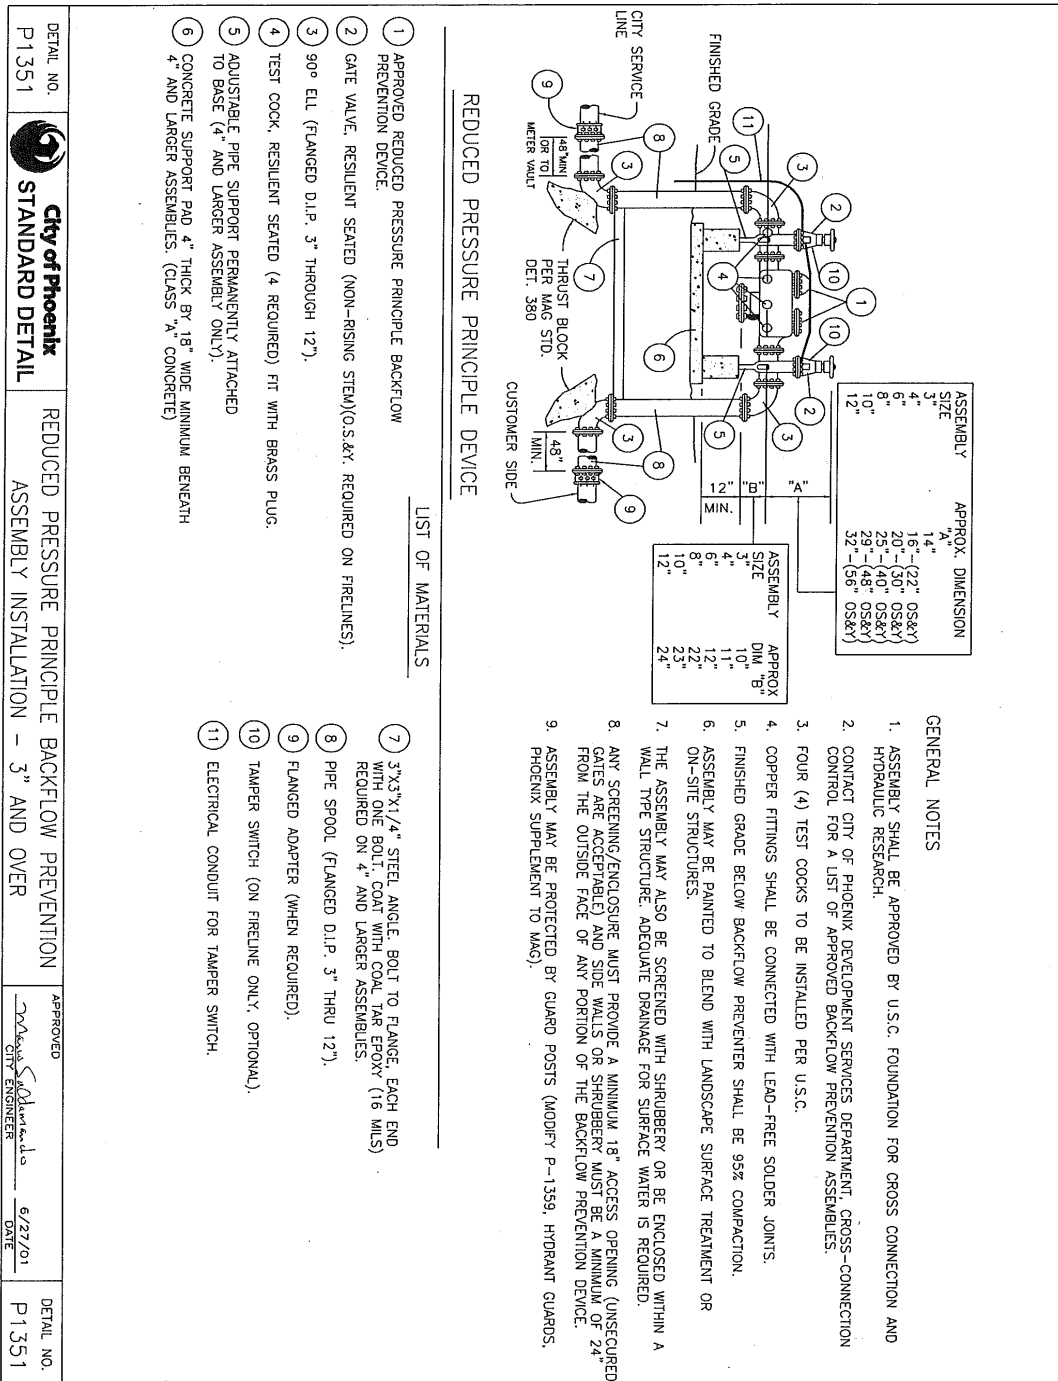 CITY SERVICE
LINE
FINISHED GRADE
11
3
2
10
1
10
2
5
9
8
3
4
6
7
5
3
8
3
9
48"MIN
OR TO
METER VAULT
THRUST BLOCK
PER MAG STD.
DET. 380
48"
MIN.
CUSTOMER SIDE
12"
MIN.
"B"
"A"
ASSEMBLY APPROX. DIMENSION
SIZE "A"
3" 14"
4" 16"-(22" OS&Y)
6" 20"-(30" OS&Y)
8" 25"-(40" OS&Y)
10" 29"-(48" OS&Y)
12" 32"-(56" OS&Y)
ASSEMBLY APPROX
SIZE DIM "B"
3" 10"
4" 11"
6" 12"
8" 22"
10" 23"
12" 24"
REDUCED PRESSURE PRINCIPLE DEVICE
GENERAL NOTES
1. ASSEMBLY SHALL BE APPROVED BY U.S.C. FOUNDATION FOR CROSS CONNECTION AND
HYDRAULIC RESEARCH.
2. CONTACT CITY OF PHOENIX DEVELOPMENT SERVICES DEPARTMENT, CROSS-CONNECTION
CONTROL FOR A LIST OF APPROVED BACKFLOW PREVENTION ASSEMBLIES.
3. FOUR (4) TEST COCKS TO BE INSTALLED PER U.S.C.
4. COPPER FITTINGS SHALL BE CONNECTED WITH LEAD-FREE SOLDER JOINTS.
5. FINISHED GRADE BELOW BACKFLOW PREVENTER SHALL BE 95% COMPACTION.
6. ASSEMBLY MAY BE PAINTED TO BLEND WITH LANDSCAPE SURFACE TREATMENT OR
ON-SITE STRUCTURES.
7. THE ASSEMBLY MAY ALSO BE SCREENED WITH SHRUBBERY OR BE ENCLOSED WITHIN A
WALL TYPE STRUCTURE. ADEQUATE DRAINAGE FOR SURFACE WATER IS REQUIRED.
8. ANY SCREENING/ENCLOSURE MUST PROVIDE A MINIMUM 18" ACCESS OPENING (UNSECURED
GATES ARE ACCEPTABLE) AND SIDE WALLS OR SHRUBBERY MUST BE A MINIMUM OF 24"
FROM THE OUTSIDE FACE OF ANY PORTION OF THE BACKFLOW PREVENTION DEVICE.
9. ASSEMBLY MAY BE PROTECTED BY GUARD POSTS (MODIFY P-1359, HYDRANT GUARDS,
PHOENIX SUPPLEMENT TO MAG).
LIST OF MATERIALS
1 APPROVED REDUCED PRESSURE PRINCIPLE BACKFLOW
PREVENTION DEVICE.
2 GATE VALVE, RESILIENT SEATED (NON-RISING STEM)(O.S.&Y. REQUIRED ON FIRELINES).
3 90° ELL (FLANGED D.I.P. 3" THROUGH 12").
4 TEST COCK, RESILIENT SEATED (4 REQUIRED) FIT WITH BRASS PLUG.
5 ADJUSTABLE PIPE SUPPORT PERMANENTLY ATTACHED
TO BASE (4" AND LARGER ASSEMBLY ONLY).
6 CONCRETE SUPPORT PAD 4" THICK BY 18" WIDE MINIMUM BENEATH
4" AND LARGER ASSEMBLIES. (CLASS "A" CONCRETE)
7 3"X3"X1/4" STEEL ANGLE. BOLT TO FLANGE, EACH END
WITH ONE BOLT. COAT WITH COAL TAR EPOXY (16 MILS)
REQUIRED ON 4" AND LARGER ASSEMBLIES.
8 PIPE SPOOL (FLANGED D.I.P. 3" THRU 12").
9 FLANGED ADAPTER (WHEN REQUIRED).
10 TAMPER SWITCH (ON FIRELINE ONLY, OPTIONAL).
11 ELECTRICAL CONDUIT FOR TAMPER SWITCH.
DETAIL NO.
P1351
City of Phoenix
STANDARD DETAIL
REDUCED PRESSURE PRINCIPLE BACKFLOW PREVENTION
ASSEMBLY INSTALLATION - 3" AND OVER
APPROVED
CITY ENGINEER
6/27/01
DATE
DETAIL NO.
P1351